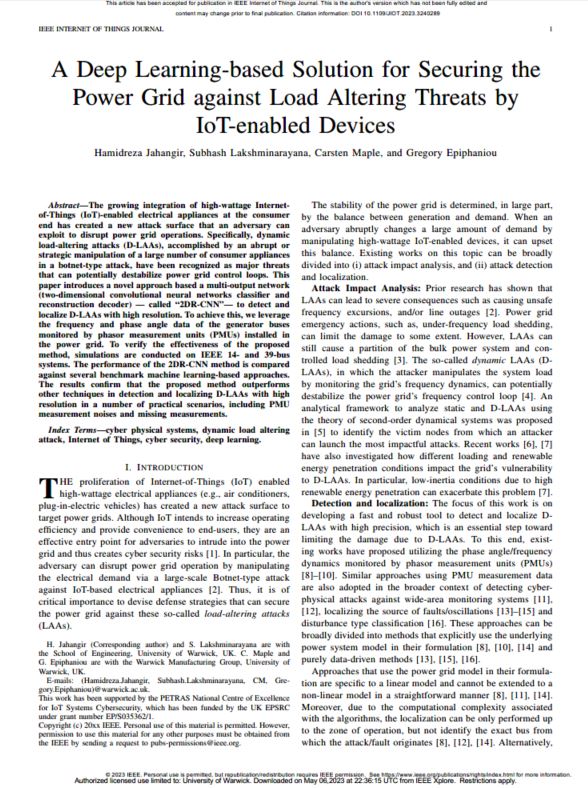 This article has been accepted for publication in IEEE Internet of Things Journal. This is the author's version which has not been fully edited and
content may change prior to final publication. Citation information: DOI 10.1109/JIOT.2023.3240289
IEEE INTERNET OF THINGS JOURNAL 1
A Deep Learning-based Solution for Securing the
Power Grid against Load Altering Threats by
IoT-enabled Devices
Hamidreza Jahangir, Subhash Lakshminarayana, Carsten Maple, and Gregory Epiphaniou
Abstract—The growing integration of high-wattage Internet-
of-Things (IoT)-enabled electrical appliances at the consumer
end has created a new attack surface that an adversary can
exploit to disrupt power grid operations. Specifically, dynamic
load-altering attacks (D-LAAs), accomplished by an abrupt or
strategic manipulation of a large number of consumer appliances
in a botnet-type attack, have been recognized as major threats
that can potentially destabilize power grid control loops. This
paper introduces a novel approach based a multi-output network
(two-dimensional convolutional neural networks classifier and
reconstruction decoder) — called "2DR-CNN"— to detect and
localize D-LAAs with high resolution. To achieve this, we leverage
the frequency and phase angle data of the generator buses
monitored by phasor measurement units (PMUs) installed in
the power grid. To verify the effectiveness of the proposed
method, simulations are conducted on IEEE 14- and 39-bus
systems. The performance of the 2DR-CNN method is compared
against several benchmark machine learning-based approaches.
The results confirm that the proposed method outperforms
other techniques in detecting and localizing D-LAAs with high
resolution in a number of practical scenarios, including PMU
measurement noises and missing measurements.
Index Terms—cyber physical systems, dynamic load altering
attack, Internet of Things, cyber security, deep learning.
I. INTRODUCTION
THE proliferation of Internet-of-Things (IoT) enabled
high-wattage electrical appliances (e.g., air conditioners,
plug-in-electric vehicles) has created a new attack surface to
target power grids. Although IoT intends to increase operating
efficiency and provide convenience to end-users, they are an
effective entry point for adversaries to intrude into the power
grid and thus creates cyber security risks [1]. In particular, the
adversary can disrupt power grid operation by manipulating
the electrical demand via a large-scale Botnet-type attack
against IoT-based electrical appliances [2]. Thus, it is of
critical importance to devise defense strategies that can secure
the power grid against these so-called load-altering attacks
(LAAs).
H. Jahangir (Corresponding author) and S. Lakshminarayana are with
the School of Engineering, University of Warwick, UK. C. Maple and
G. Epiphaniou are with the Warwick Manufacturing Group, University of
Warwick, UK.
E-mails: (Hamidreza.Jahangir, Subhash.Lakshminarayana, CM, Gre-
gory.Epiphaniou)@warwick.ac.uk.
This work has been supported by the PETRAS National Centre of Excellence
for IoT Systems Cybersecurity, which has been funded by the UK EPSRC
under grant number EP/S035362/1.
Copyright (c) 20xx IEEE. Personal use of this material is permitted. However,
permission to use this material for any other purposes must be obtained from
the IEEE by sending a request to pubs-permissions@ieee.org.
The stability of the power grid is determined, in large part,
by the balance between generation and demand. When an
adversary abruptly changes a large amount of demand by
manipulating high-wattage IoT-enabled devices, it can upset
this balance. Existing works on this topic can be broadly
divided into (i) attack impact analysis, and (ii) attack detection
and localization.
Attack Impact Analysis: Prior research has shown that
LAAs can lead to severe consequences such as causing unsafe
frequency excursions, and/or line outages [2]. Power grid
emergency actions, such as, under-frequency load shedding,
can limit the damage to some extent. However, LAAs can
still cause a partition of the bulk power system and con-
trolled load shedding [3]. The so-called dynamic LAAs (D-
LAAs), in which the attacker manipulates the system load
by monitoring the grid's frequency dynamics, can potentially
destabilize the power grid's frequency control loop [4]. An
analytical framework to analyze static and D-LAAs using
the theory of second-order dynamical systems was proposed
in [5] to identify the victim nodes from which an attacker
can launch the most impactful attacks. Recent works [6], [7]
have also investigated how different loading and renewable
energy penetration conditions impact the grid's vulnerability
to D-LAAs. In particular, low-inertia conditions due to high
renewable energy penetration can exacerbate this problem [7].
Detection and localization: The focus of this work is on
developing a fast and robust tool to detect and localize D-
LAAs with high precision, which is an essential step toward
limiting the damage due to D-LAAs. To this end, exist-
ing works have proposed utilizing the phase angle/frequency
dynamics monitored by phasor measurement units (PMUs)
[8]–[10]. Similar approaches using PMU measurement data
are also adopted in the broader context of detecting cyber-
physical attacks against wide-area monitoring systems [11],
[12], localizing the source of faults/oscillations [13]–[15] and
disturbance type classification [16]. These approaches can be
broadly divided into methods that explicitly use the underlying
power system model in their formulation [8], [10], [14] and
purely data-driven methods [13], [15], [16].
Approaches that use the power grid model in their formula-
tion are specific to a linear model and cannot be extended to a
non-linear model in a straightforward manner [8], [11], [14].
Moreover, due to the computational complexity associated
with the algorithms, the localization can be only performed up
to the zone of operation, but not identify the exact bus from
which the attack/fault originates [8], [12], [14]. Alternatively,
© 2023 IEEE. Personal use is permitted, but republication/redistribution requires IEEE permission. See https://www.ieee.org/publications/rights/index.html for more information.
Authorized licensed use limited to: University of Warwick. Downloaded on May 06,2023 at 22:36:15 UTC from IEEE Xplore. Restrictions apply.